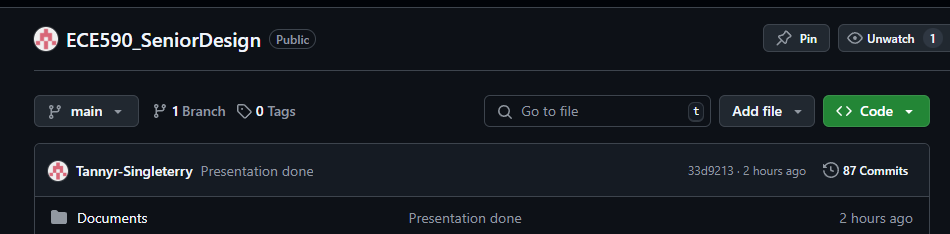 ECE590_SeniorDesign Public Pin Unwatch 1
main 1 Branch 0 Tags Go to file t Add file Code
Tannyr-Singleterry Presentation done 33d9213 · 2 hours ago 87 Commits
Documents Presentation done 2 hours ago